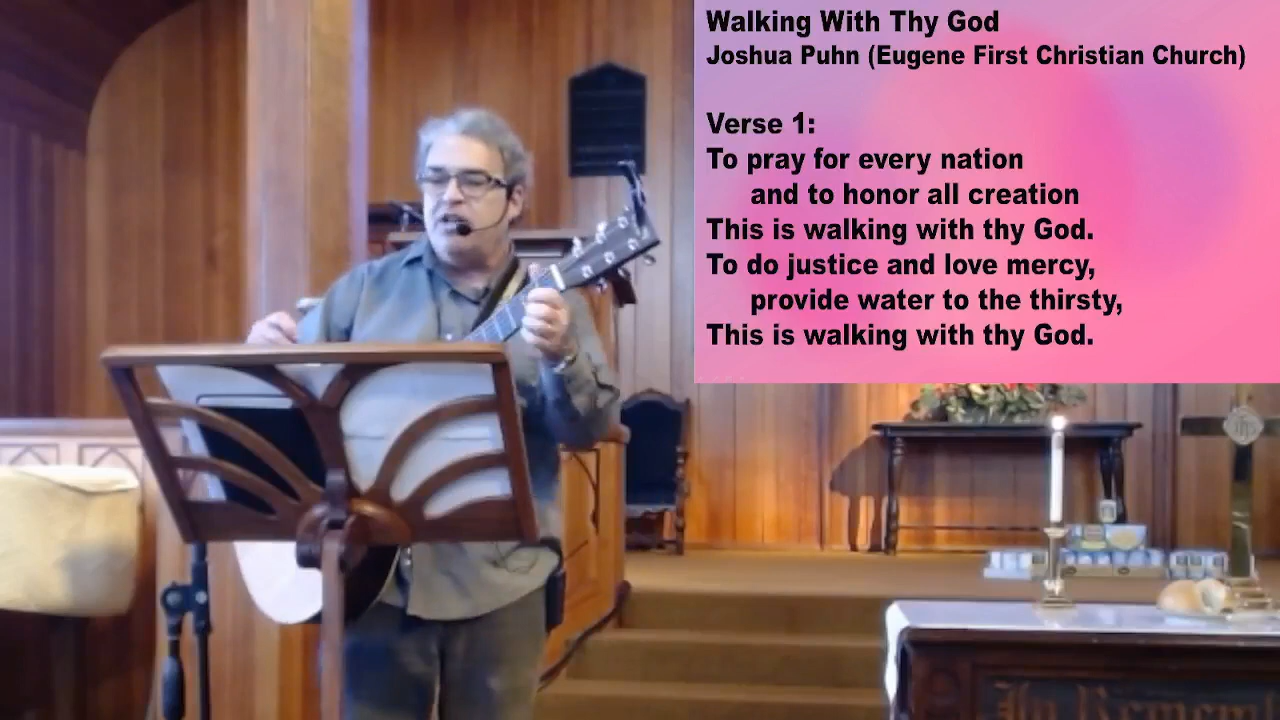 Walking With Thy God
Joshua Puhn (Eugene First Christian Church)
Verse 1:
To pray for every nation
and to honor all creation
This is walking with thy God.
To do justice and love mercy,
provide water to the thirsty,
This is walking with thy God.
In Rememb